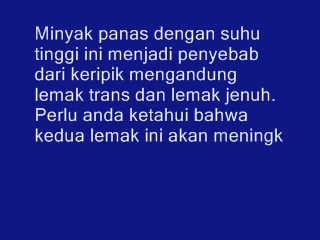 Minyak panas dengan suhu
tinggi ini menjadi penyebab
dari keripik mengandung
lemak trans dan lemak jenuh.
Perlu anda ketahui bahwa
kedua lemak ini akan meningk